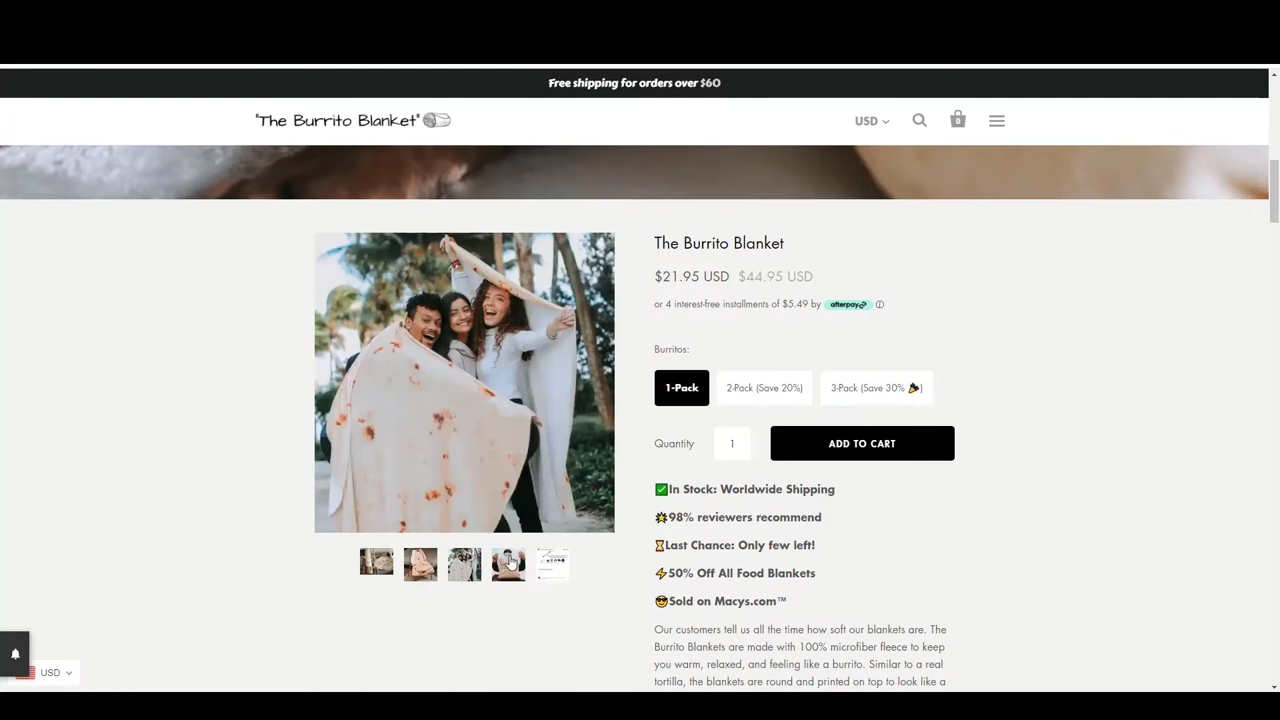 Free shipping for orders over $60
"The Burrito Blanket"
USD
0
The Burrito Blanket
$21.95 USD $44.95 USD
or 4 interest-free installments of $5.49 by afterpay
Burritos:
1-Pack 2-Pack (Save 20%) 3-Pack (Save 30% 🎉)
Quantity 1 ADD TO CART
✅In Stock: Worldwide Shipping
💥98% reviewers recommend
⌛Last Chance: Only few left!
⚡50% Off All Food Blankets
😎Sold on Macys.com™
Our customers tell us all the time how soft our blankets are. The
Burrito Blankets are made with 100% microfiber fleece to keep
you warm, relaxed, and feeling like a burrito. Similar to a real
tortilla, the blankets are round and printed on top to look like a
USD